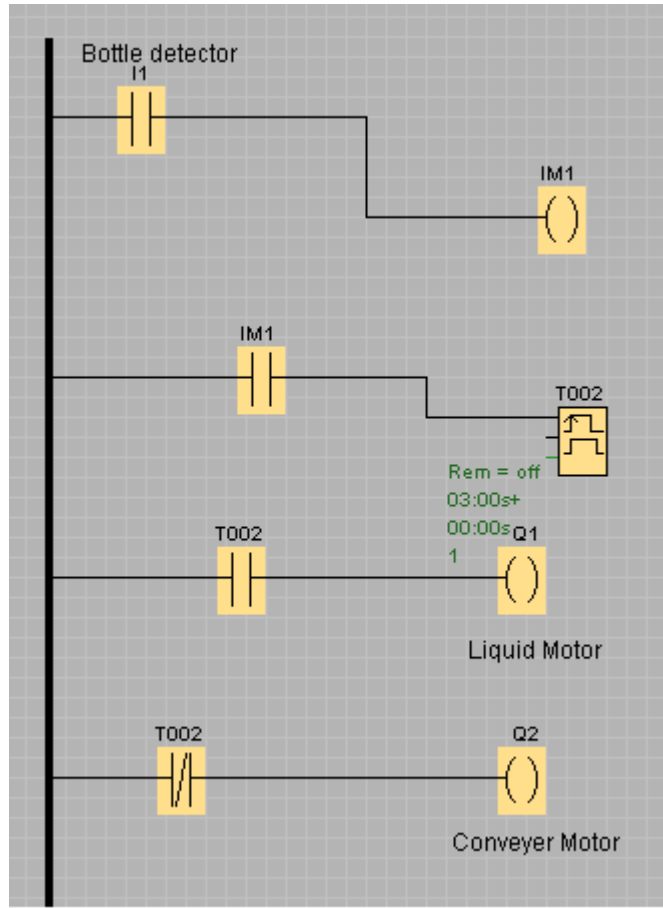 Bottle detector
I1
IM1
IM1
T002
Rem = off
03:00s+
00:00s
1
T002
Q1
Liquid Motor
T002
Q2
Conveyer Motor